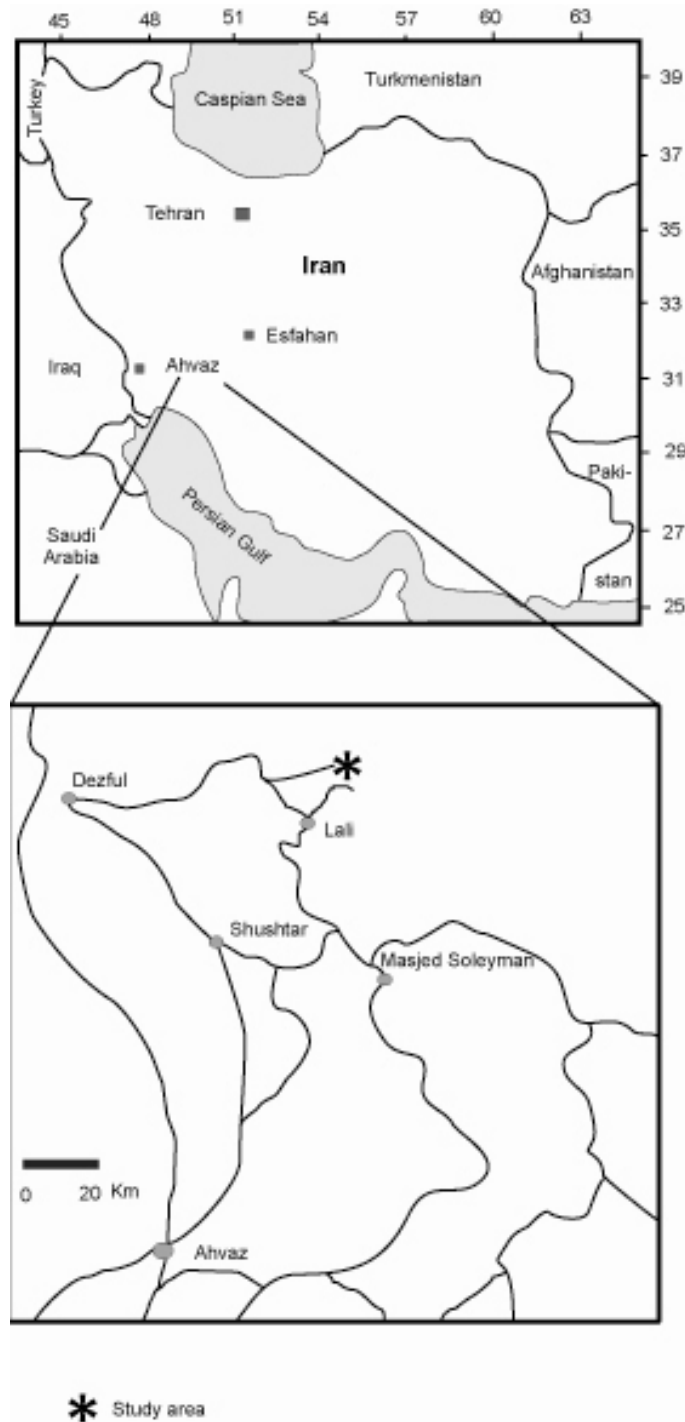 45 48 51 54 57 60 63
Turkey
Caspian Sea
Turkmenistan
39
37
Tehran
35
Iran
Afghanistan
33
Esfahan
Iraq
Ahvaz
31
29
Paki-
Persian Gulf
27
Saudi
Arabia
stan
25
Dezful
Lali
Shushtar
Masjed Soleyman
0 20 Km
Ahvaz
* Study area